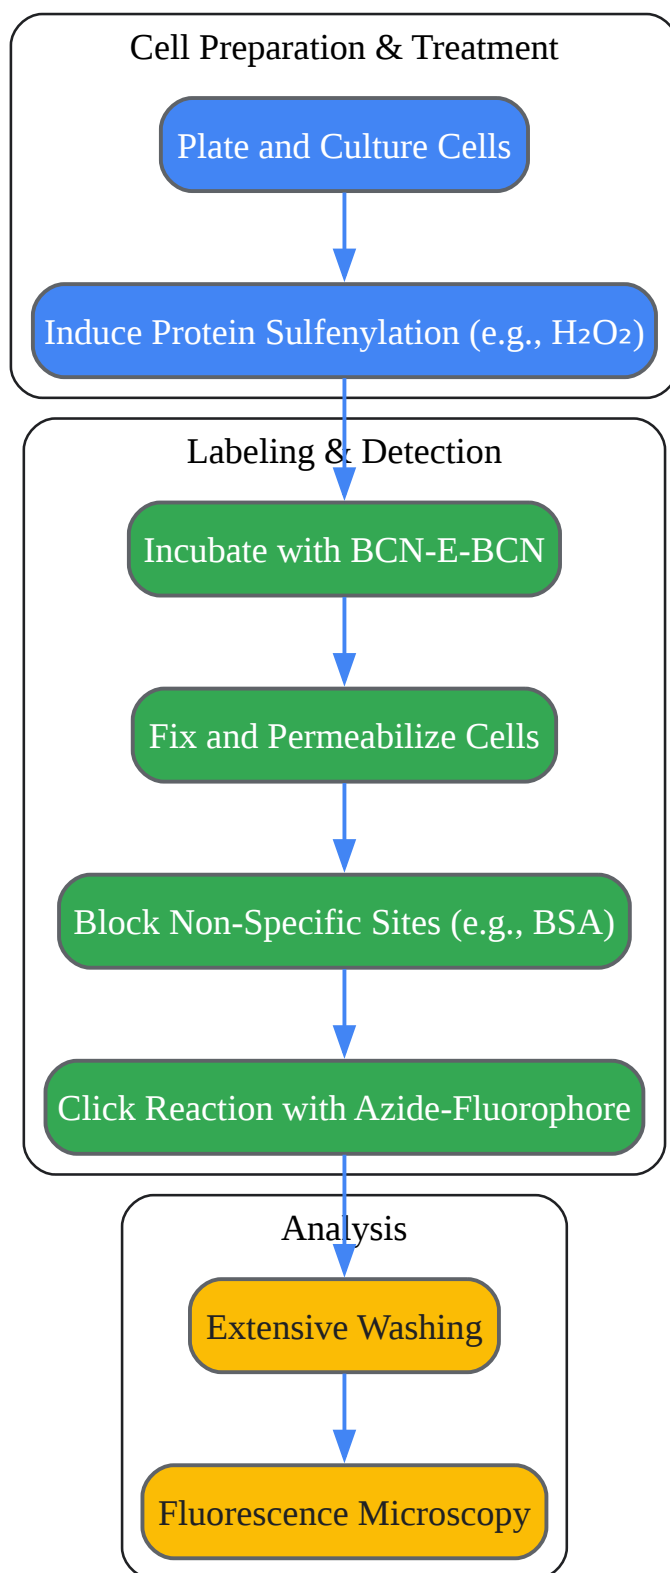 Cell Preparation & Treatment
Plate and Culture Cells
Induce Protein Sulfenylation (e.g., H₂O₂)
Labeling & Detection
Incubate with BCN-E-BCN
Fix and Permeabilize Cells
Block Non-Specific Sites (e.g., BSA)
Click Reaction with Azide-Fluorophore
Analysis
Extensive Washing
Fluorescence Microscopy